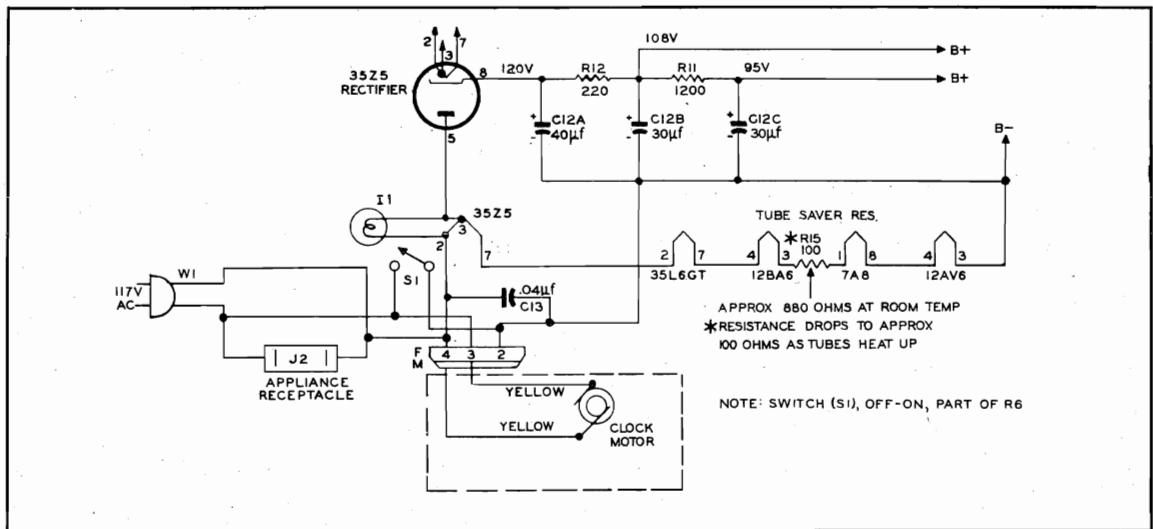 108V
B+
2 3 7
8
120V
R12
220
R11
1200
95V
B+
35Z5
RECTIFIER
+
-
C12A
40µf
+
-
C12B
30µf
+
-
C12C
30µf
B-
5
I1
35Z5
3
2
7
TUBE SAVER RES.
*R15
100
2 7
35L6GT
4 3
12BA6
1 8
7A8
4 3
12AV6
S1
W1
117V
AC
.04µf
C13
APPROX 880 OHMS AT ROOM TEMP
*RESISTANCE DROPS TO APPROX
100 OHMS AS TUBES HEAT UP
J2
APPLIANCE
RECEPTACLE
F
M
4 3 2
YELLOW
YELLOW
CLOCK
MOTOR
NOTE: SWITCH (S1), OFF-ON, PART OF R6